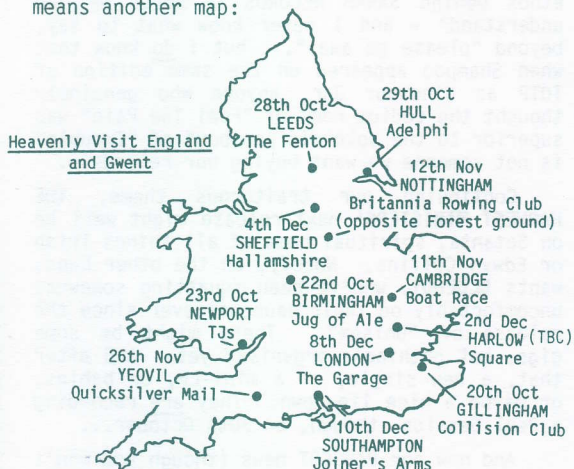 means another map:
Heavenly Visit England
and Gwent
28th Oct
LEEDS
The Fenton
29th Oct
HULL
Adelphi
12th Nov
NOTTINGHAM
Britannia Rowing Club
(opposite Forest ground)
4th Dec
SHEFFIELD
Hallamshire
11th Nov
CAMBRIDGE
Boat Race
22nd Oct
BIRMINGHAM
Jug of Ale
23rd Oct
NEWPORT
TJs
2nd Dec
HARLOW (TBC)
Square
8th Dec
LONDON
The Garage
26th Nov
YEOVIL
Quicksilver Mail
20th Oct
GILLINGHAM
Collision Club
10th Dec
SOUTHAMPTON
Joiner's Arms